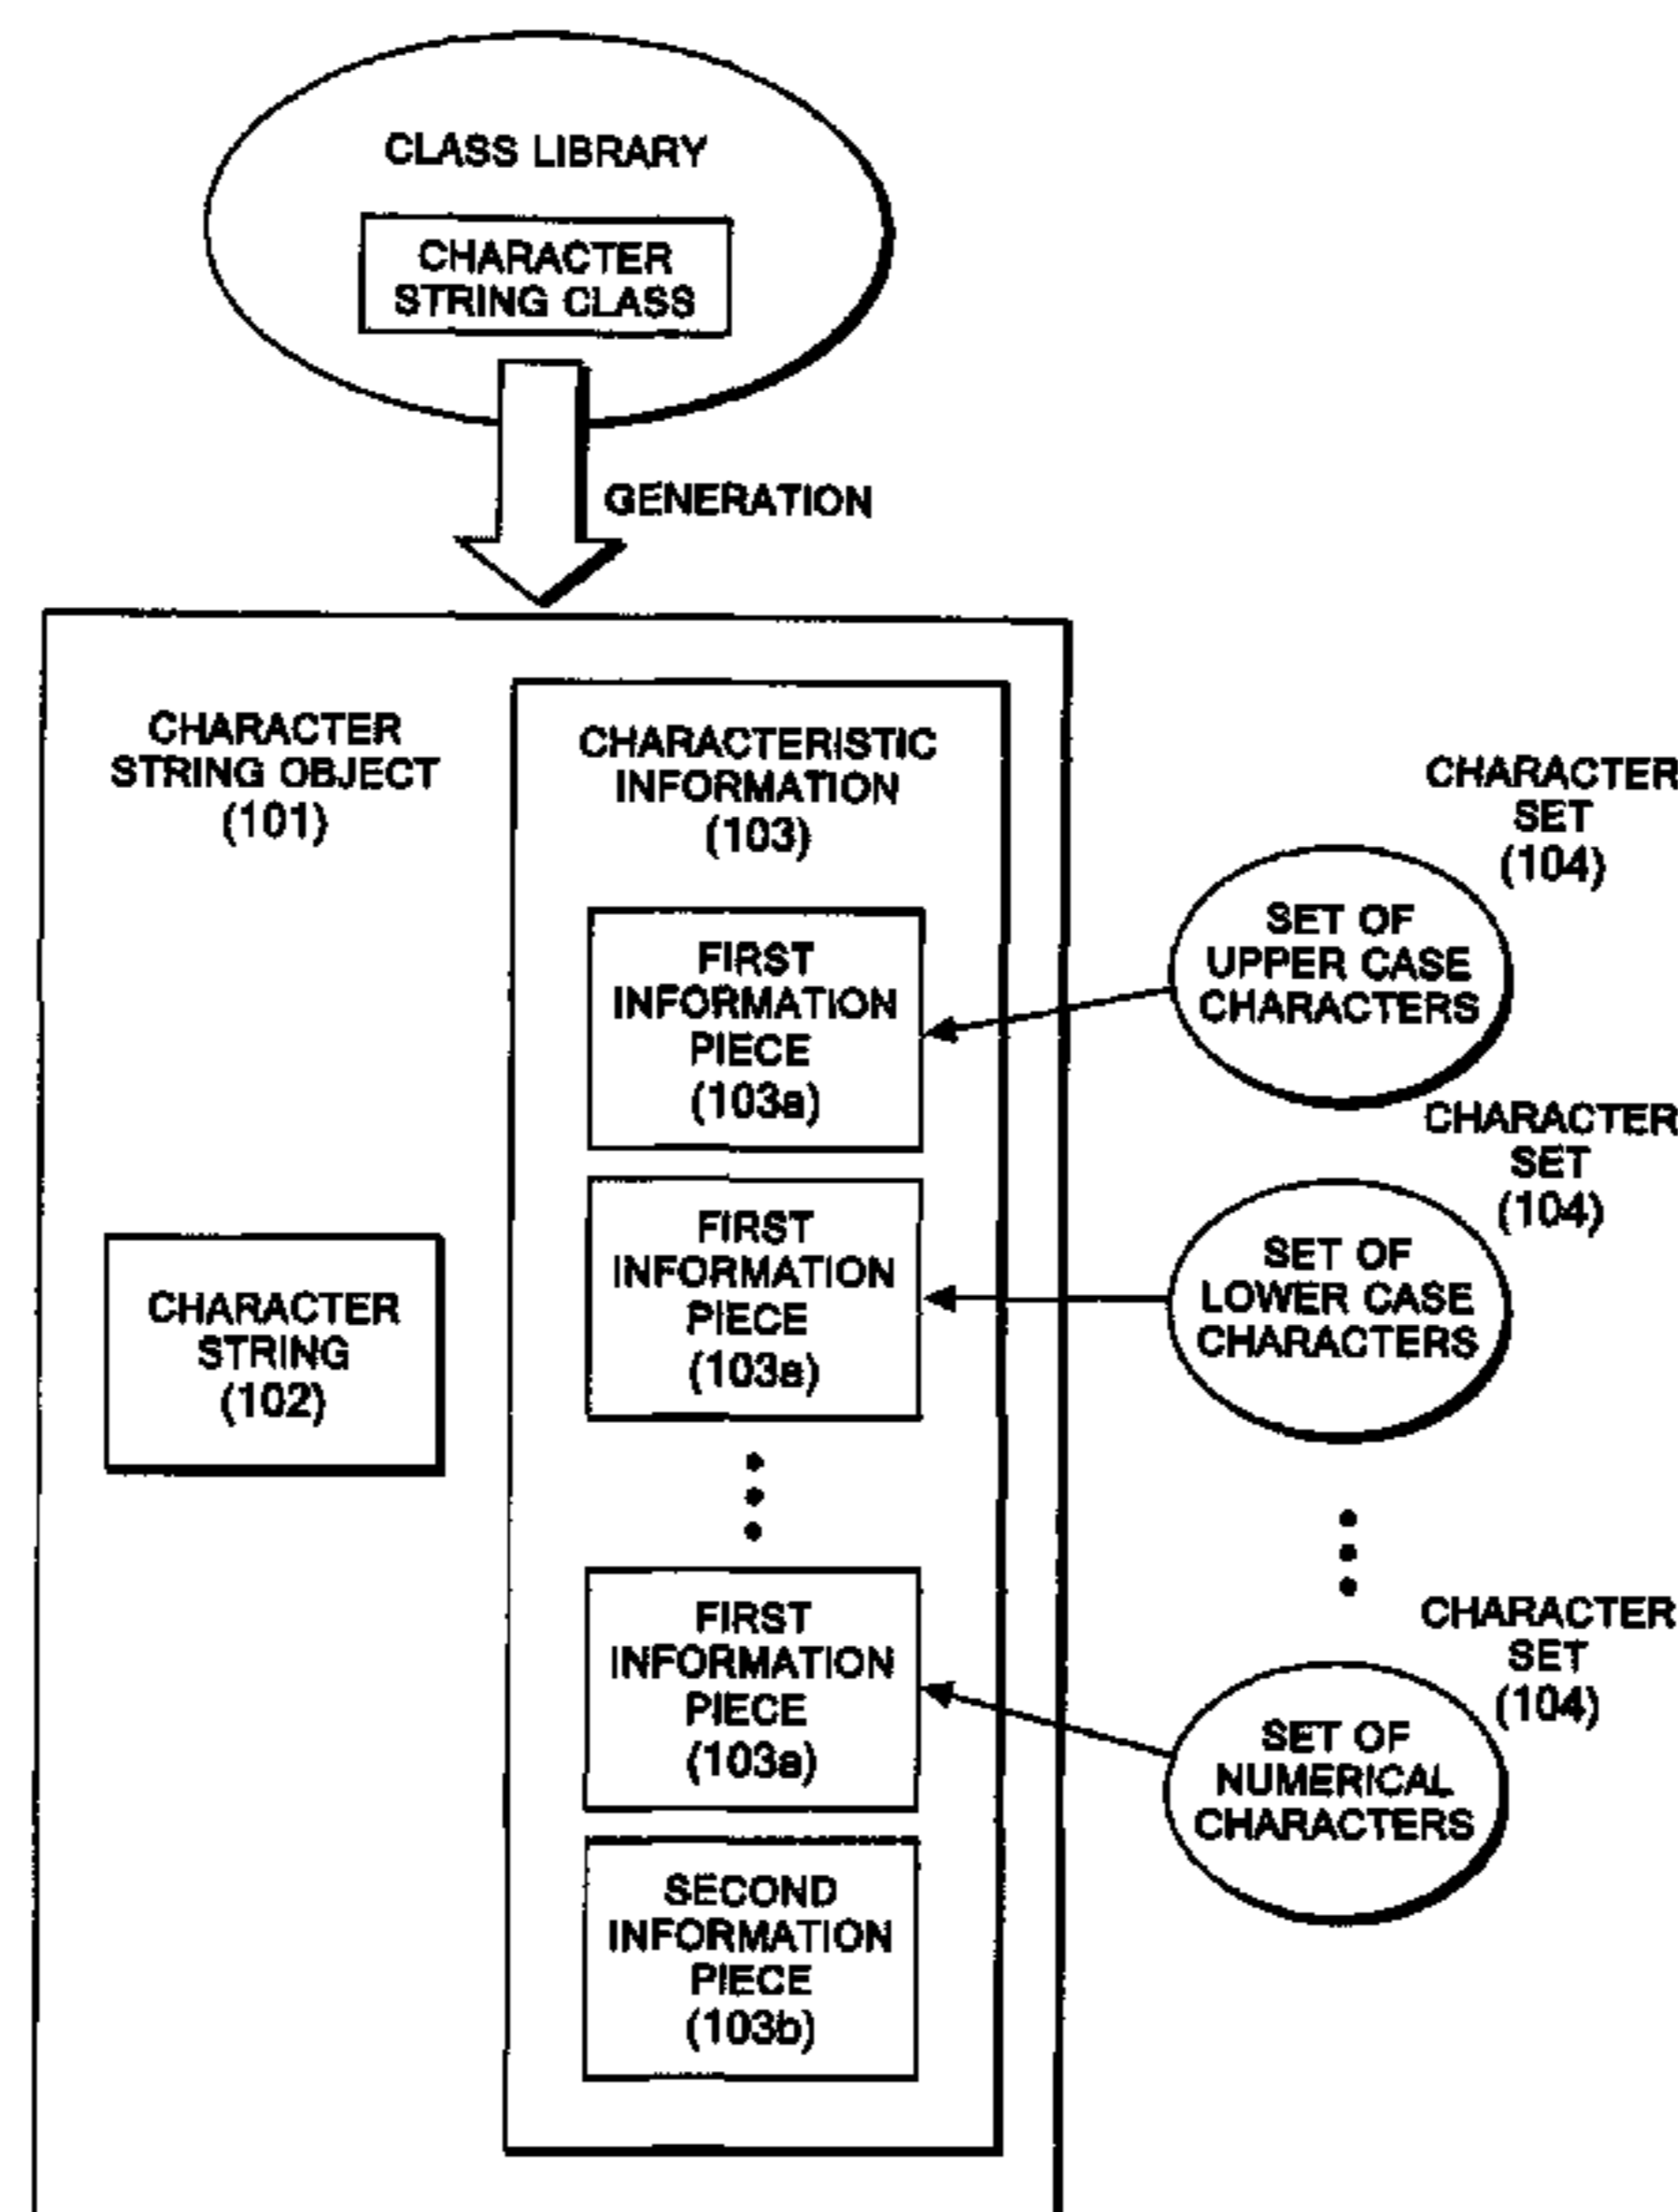 CLASS LIBRARY
CHARACTER
STRING CLASS
GENERATION
CHARACTER
STRING OBJECT
(101)
CHARACTERISTIC
INFORMATION
(103)
CHARACTER
SET
(104)
FIRST
INFORMATION
PIECE
(103a)
SET OF
UPPER CASE
CHARACTERS
CHARACTER
SET
(104)
FIRST
INFORMATION
PIECE
(103a)
SET OF
LOWER CASE
CHARACTERS
CHARACTER
STRING
(102)
CHARACTER
SET
(104)
FIRST
INFORMATION
PIECE
(103a)
SET OF
NUMERICAL
CHARACTERS
SECOND
INFORMATION
PIECE
(103b)